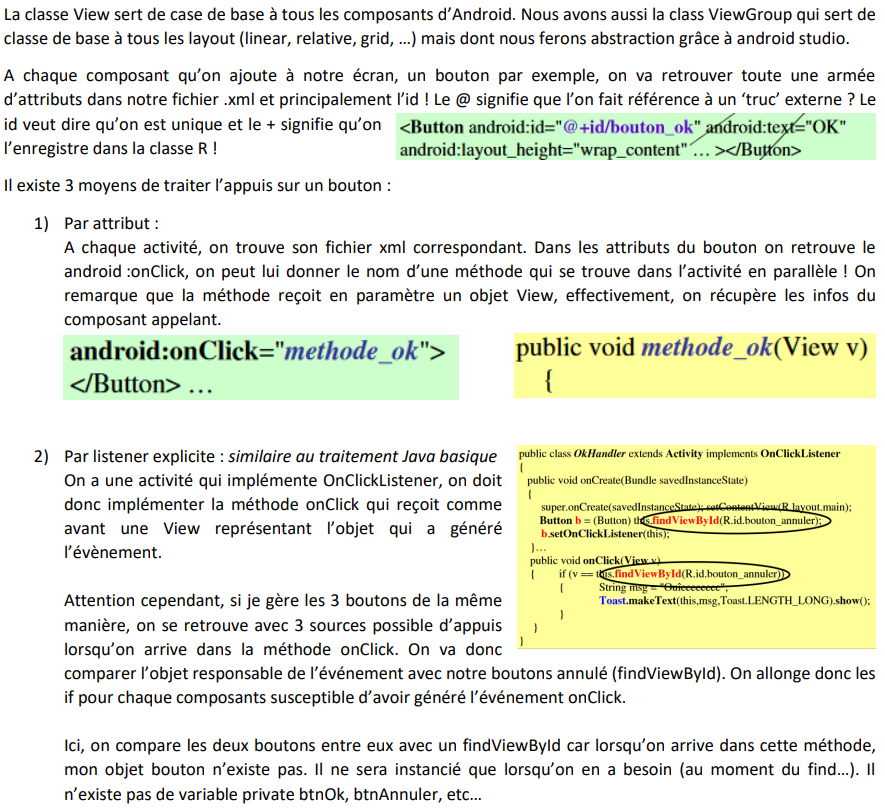 La classe View sert de case de base à tous les composants d’Android. Nous avons aussi la class ViewGroup qui sert de
classe de base à tous les layout (linear, relative, grid, …) mais dont nous ferons abstraction grâce à android studio.
A chaque composant qu’on ajoute à notre écran, un bouton par exemple, on va retrouver toute une armée
d’attributs dans notre fichier .xml et principalement l’id ! Le @ signifie que l’on fait référence à un ‘truc’ externe ? Le
id veut dire qu’on est unique et le + signifie qu’on
l’enregistre dans la classe R !
<Button android:id="@+id/bouton_ok" android:text="OK"
android:layout_height="wrap_content" … ></Button>
Il existe 3 moyens de traiter l’appuis sur un bouton :
1) Par attribut :
A chaque activité, on trouve son fichier xml correspondant. Dans les attributs du bouton on retrouve le
android :onClick, on peut lui donner le nom d’une méthode qui se trouve dans l’activité en parallèle ! On
remarque que la méthode reçoit en paramètre un objet View, effectivement, on récupère les infos du
composant appelant.
android:onClick="methode_ok">
</Button> …
public void methode_ok(View v)
{
2) Par listener explicite : similaire au traitement Java basique
On a une activité qui implémente OnClickListener, on doit
donc implémenter la méthode onClick qui reçoit comme
avant une View représentant l’objet qui a généré
l’évènement.
public class OkHandler extends Activity implements OnClickListener
{
public void onCreate(Bundle savedInstanceState)
{
super.onCreate(savedInstanceState); setContentView(R.layout.main);
Button b = (Button) this.findViewById(R.id.bouton_annuler);
b.setOnClickListener(this);
}…
public void onClick(View v)
{ if (v == this.findViewById(R.id.bouton_annuler))
{ String msg = "Ouiceeeeeee";
Toast.makeText(this,msg,Toast.LENGTH_LONG).show();
}
}
}
Attention cependant, si je gère les 3 boutons de la même
manière, on se retrouve avec 3 sources possible d’appuis
lorsqu’on arrive dans la méthode onClick. On va donc
comparer l’objet responsable de l’événement avec notre boutons annulé (findViewById). On allonge donc les
if pour chaque composants susceptible d’avoir généré l’événement onClick.
Ici, on compare les deux boutons entre eux avec un findViewById car lorsqu’on arrive dans cette méthode,
mon objet bouton n’existe pas. Il ne sera instancié que lorsqu’on en a besoin (au moment du find…). Il
n’existe pas de variable private btnOk, btnAnnuler, etc…